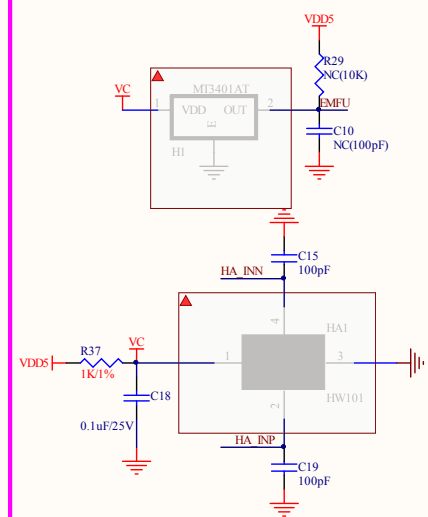 VDD5
R29
NC(10K)
MT3401AT
VC
1
VDD
OUT
2
EMFU
E
C10
NC(100pF)
H1
C15
100pF
HA_INN
4
HA1
R37
VC
VDD5
1K/1%
1
3
C18
HW101
2
0.1uF/25V
HA_INP
C19
100pF